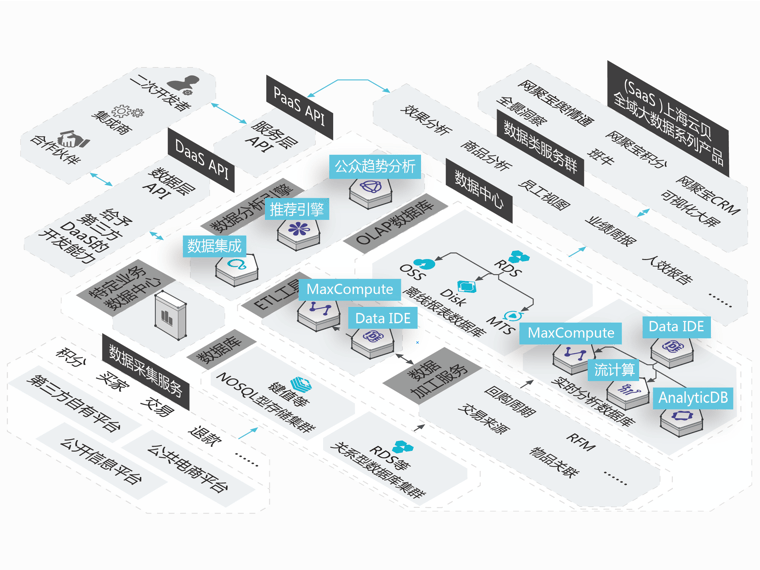 二次开发者
集成商
合作伙伴
PaaS API
服务层
API
DaaS API
数据层
API
给予
第三方
DaaS的
开发能力
(SaaS )上海云贝
全域大数据系列产品
网聚宝舆情通
全景洞察
网聚宝积分
班牛
网聚宝CRM
可视化大屏
数据类服务群
效果分析
商品分析
员工视图
业绩周报
人效报告
......
数据中心
公众趋势分析
数据分析引擎
推荐引擎
数据集成
OLAP数据库
特定业务
数据中心
ETL工具
MaxCompute
Data IDE
RDS
OSS
Disk
MTS
离线报表数据库
MaxCompute
Data IDE
流计算
AnalyticDB
实时分析数据库
数据采集服务
积分
买家
交易
退款
......
第三方自有平台
公开信息平台
公共电商平台
数据库
键值等
NOSQL型存储集群
RDS等
关系型数据库集群
数据
加工服务
回购周期
交易来源
RFM
物品关联
......